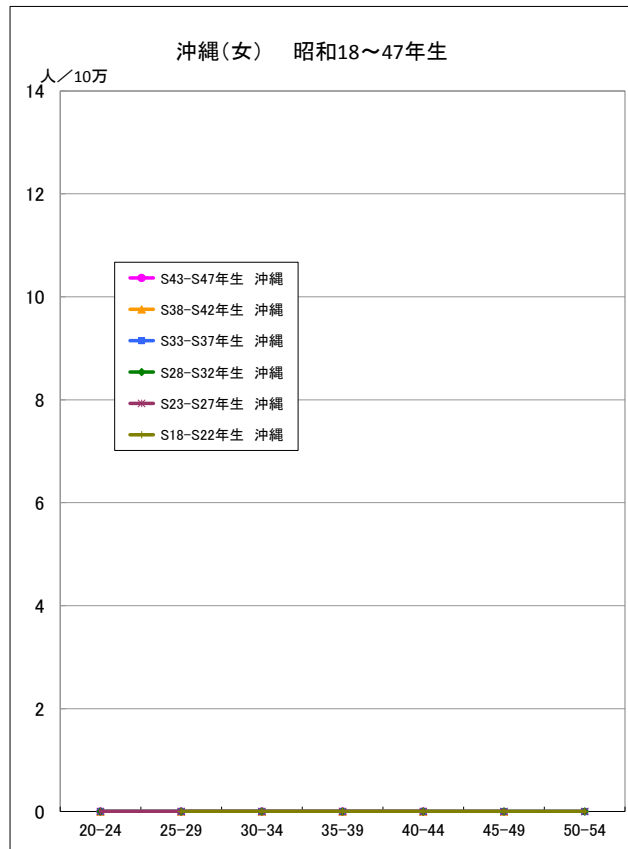 沖縄（女）　昭和18～47年生
人／10万
14
12
10
8
6
4
2
0
S43-S47年生　沖縄
S38-S42年生　沖縄
S33-S37年生　沖縄
S28-S32年生　沖縄
S23-S27年生　沖縄
S18-S22年生　沖縄
20-24 25-29 30-34 35-39 40-44 45-49 50-54